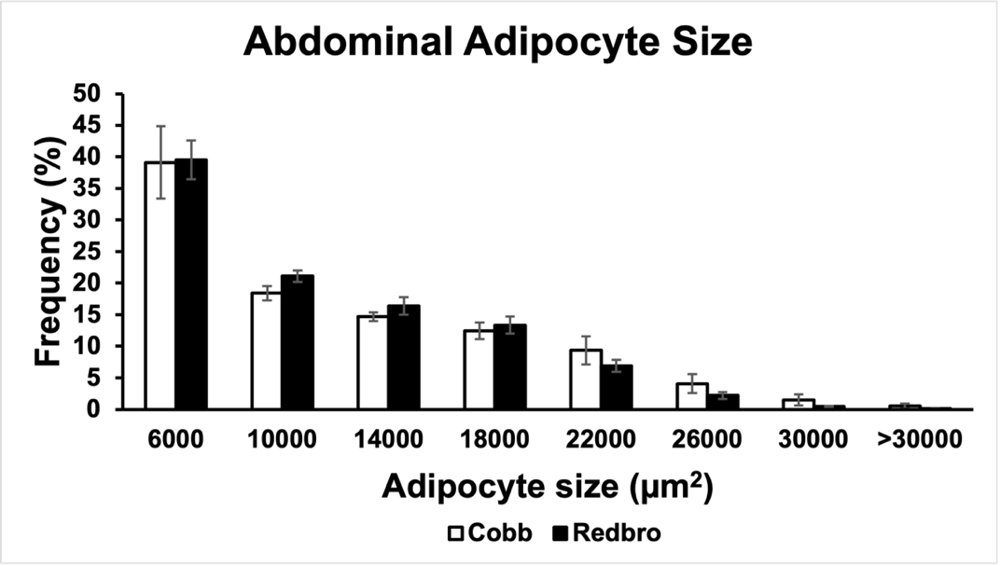 Abdominal Adipocyte Size
50
45
40
35
30
25
20
15
10
5
0
Frequency (%)
6000 10000 14000 18000 22000 26000 30000 >30000
Adipocyte size (µm²)
Cobb Redbro